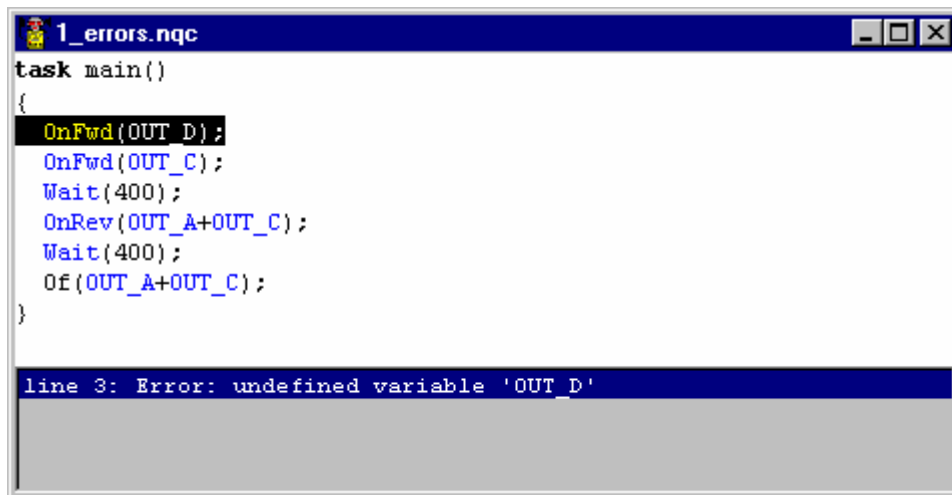 1_errors.nqc
task main()
{
OnFwd(OUT_D);
OnFwd(OUT_C);
Wait(400);
OnRev(OUT_A+OUT_C);
Wait(400);
Of(OUT_A+OUT_C);
}
line 3: Error: undefined variable 'OUT_D'